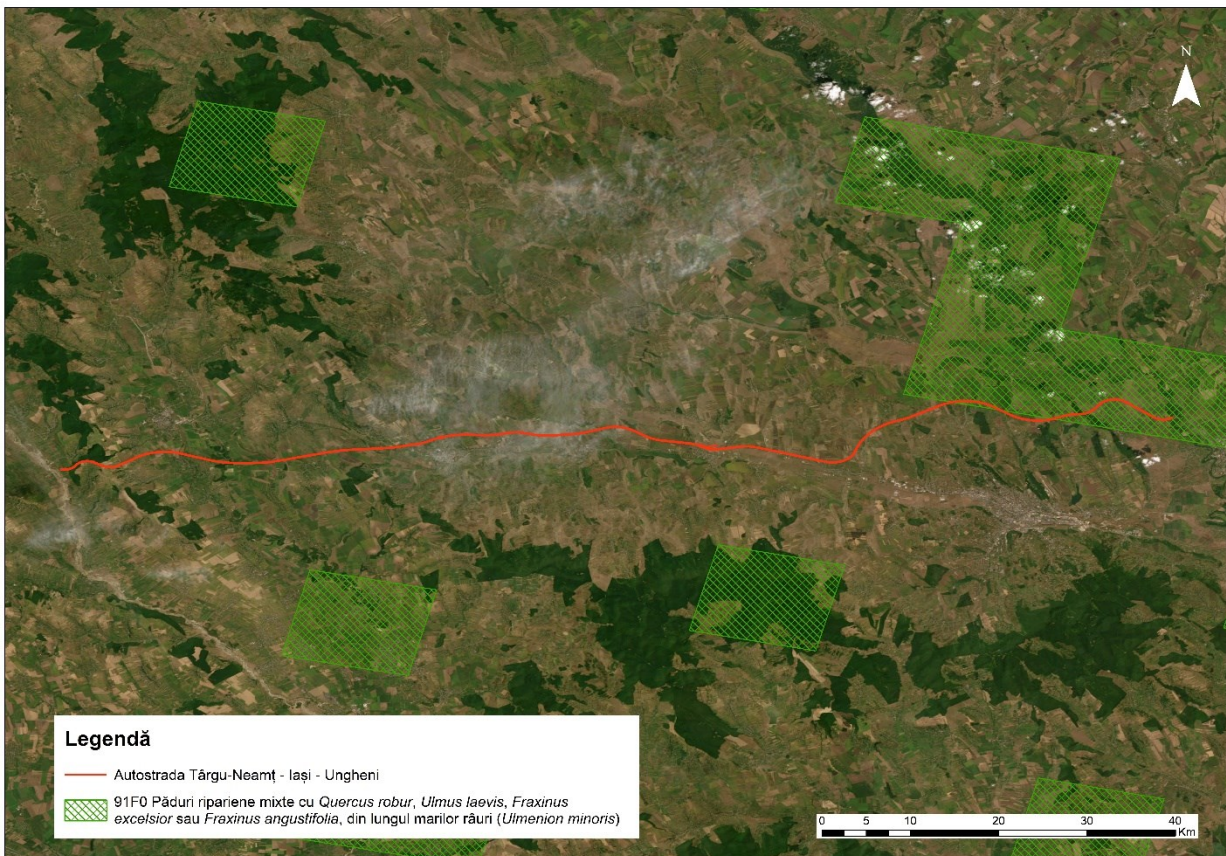 N
Legendă
Autostrada Târgu-Neamț - Iași - Ungheni
91F0 Păduri ripariene mixte cu Quercus robur, Ulmus laevis, Fraxinus
excelsior sau Fraxinus angustifolia, din lungul marilor râuri (Ulmenion minoris)
0 5 10 20 30 40
Km